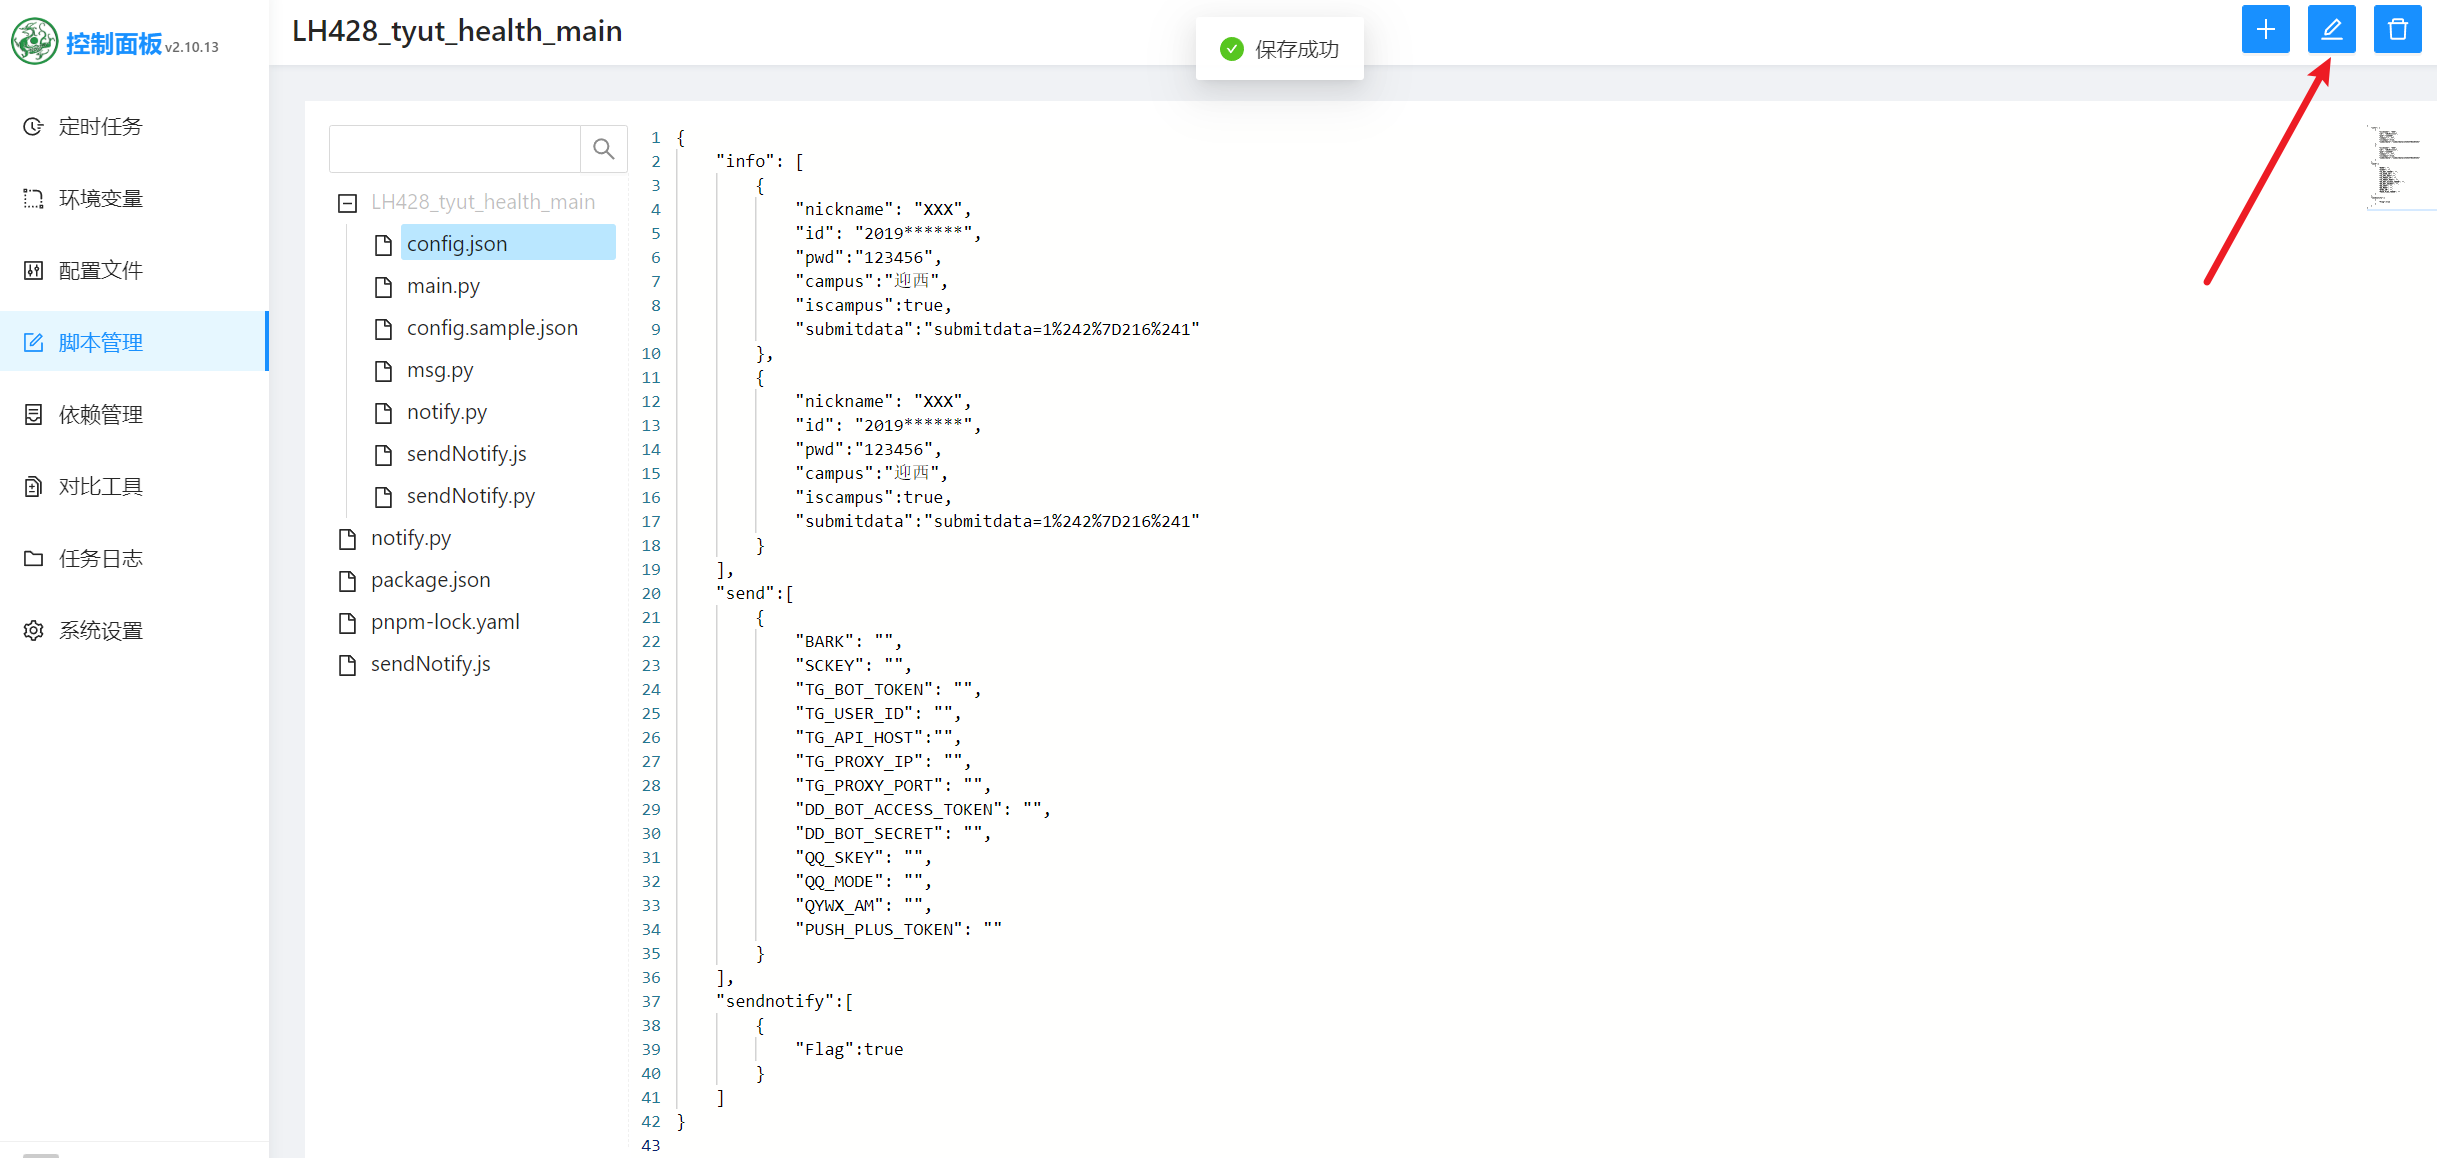 控制面板 v2.10.13
定时任务
环境变量
配置文件
脚本管理
依赖管理
对比工具
任务日志
系统设置
LH428_tyut_health_main
保存成功
LH428_tyut_health_main
config.json
main.py
config.sample.json
msg.py
notify.py
sendNotify.js
sendNotify.py
notify.py
package.json
pnpm-lock.yaml
sendNotify.js
1 {
2 "info": [
3 {
4 "nickname": "XXX",
5 "id": "2019******",
6 "pwd":"123456",
7 "campus":"迎西",
8 "iscampus":true,
9 "submitdata":"submitdata=1%242%7D216%241"
10 },
11 {
12 "nickname": "XXX",
13 "id": "2019******",
14 "pwd":"123456",
15 "campus":"迎西",
16 "iscampus":true,
17 "submitdata":"submitdata=1%242%7D216%241"
18 }
19 ],
20 "send":[
21 {
22 "BARK": "",
23 "SCKEY": "",
24 "TG_BOT_TOKEN": "",
25 "TG_USER_ID": "",
26 "TG_API_HOST":"",
27 "TG_PROXY_IP": "",
28 "TG_PROXY_PORT": "",
29 "DD_BOT_ACCESS_TOKEN": "",
30 "DD_BOT_SECRET": "",
31 "QQ_SKEY": "",
32 "QQ_MODE": "",
33 "QYWX_AM": "",
34 "PUSH_PLUS_TOKEN": ""
35 }
36 ],
37 "sendnotify":[
38 {
39 "Flag":true
40 }
41 ]
42 }
43